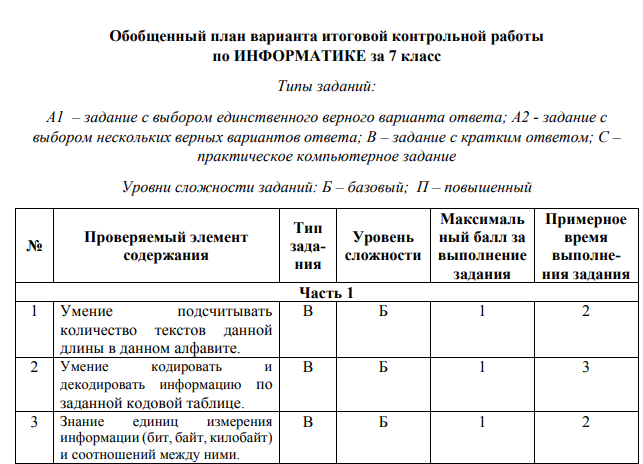 Обобщенный план варианта итоговой контрольной работы
по ИНФОРМАТИКЕ за 7 класс
Типы заданий:
А1 – задание с выбором единственного верного варианта ответа; А2 - задание с
выбором нескольких верных вариантов ответа; В – задание с кратким ответом; С –
практическое компьютерное задание
Уровни сложности заданий: Б – базовый; П – повышенный
№
Проверяемый элемент
содержания
Тип
зада-
ния
Уровень
сложности
Максималь
ный балл за
выполнение
задания
Примерное
время
выполне-
ния задания
Часть 1
1
Умение подсчитывать
количество текстов данной
длины в данном алфавите.
В
Б
1
2
2
Умение кодировать и
декодировать информацию по
заданной кодовой таблице.
В
Б
1
3
3
Знание единиц измерения
информации (бит, байт, килобайт)
и соотношений между ними.
В
Б
1
2